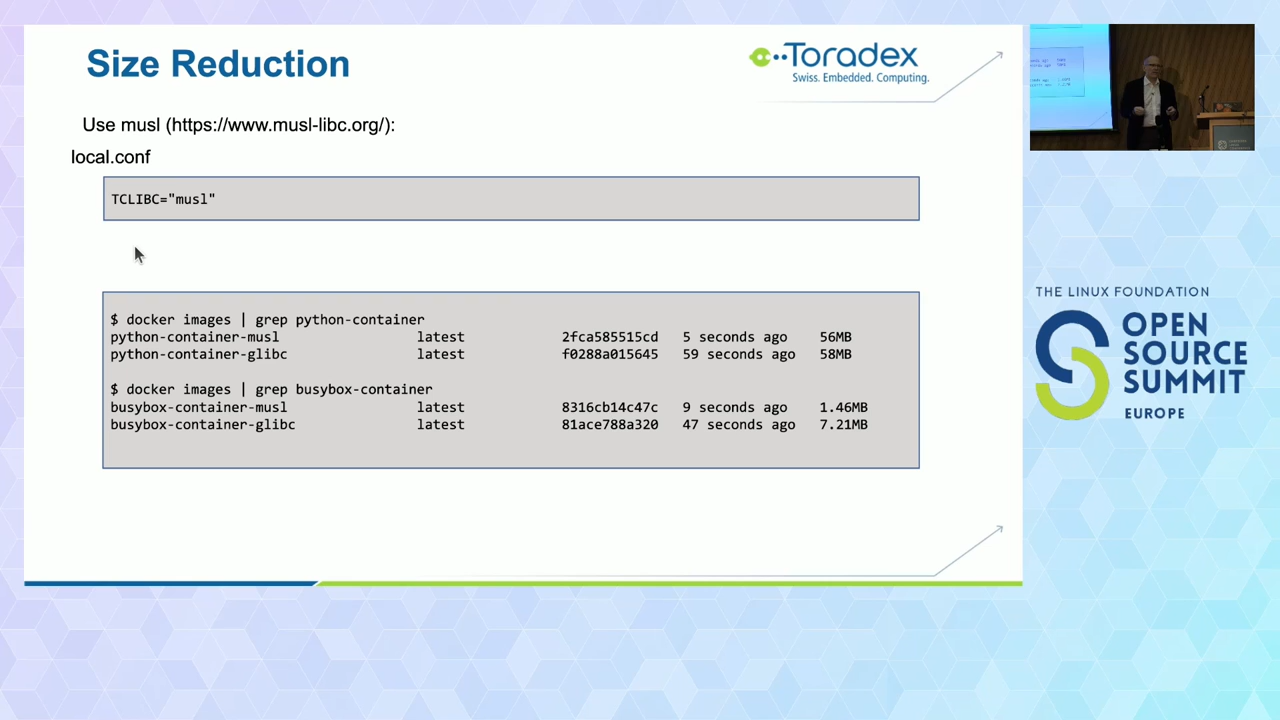 Size Reduction
Toradex
Swiss. Embedded. Computing.
Use musl (https://www.musl-libc.org/):
local.conf
TCLIBC="musl"
$ docker images | grep python-container
python-container-musl latest 2fca585515cd 5 seconds ago 56MB
python-container-glibc latest f0288a015645 59 seconds ago 58MB
$ docker images | grep busybox-container
busybox-container-musl latest 8316cb14c47c 9 seconds ago 1.46MB
busybox-container-glibc latest 81ace788a320 47 seconds ago 7.21MB
THE LINUX FOUNDATION
OPEN
SOURCE
SUMMIT
EUROPE